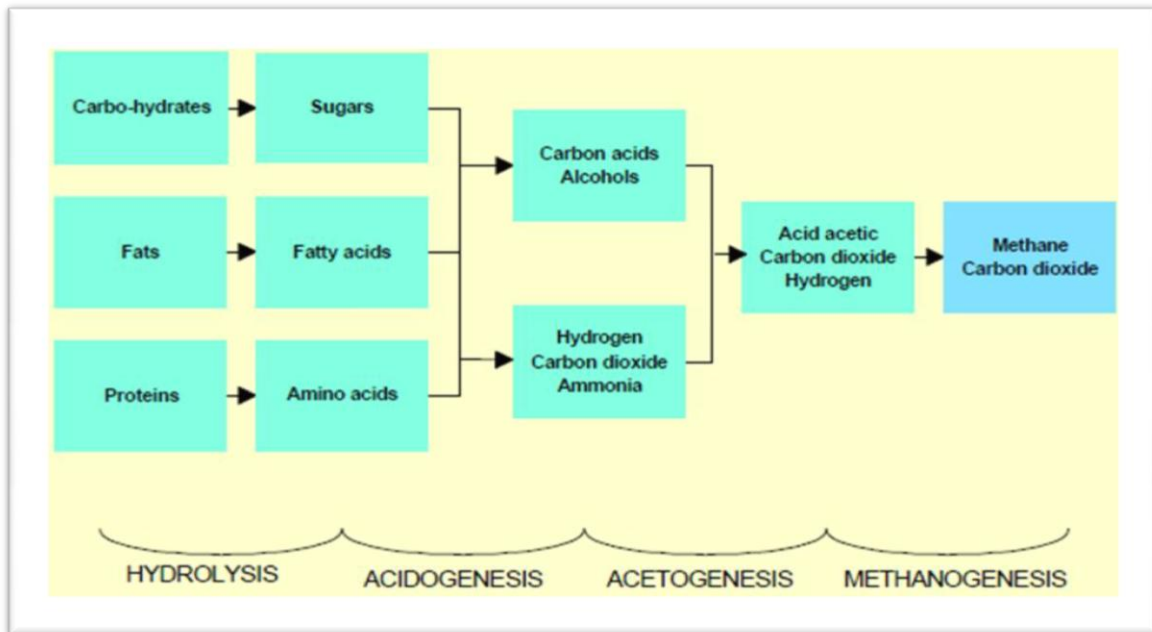 Carbo-hydrates
Sugars
Carbon acids
Alcohols
Fats
Fatty acids
Acid acetic
Carbon dioxide
Hydrogen
Methane
Carbon dioxide
Hydrogen
Carbon dioxide
Ammonia
Proteins
Amino acids
HYDROLYSIS
ACIDOGENESIS
ACETOGENESIS
METHANOGENESIS